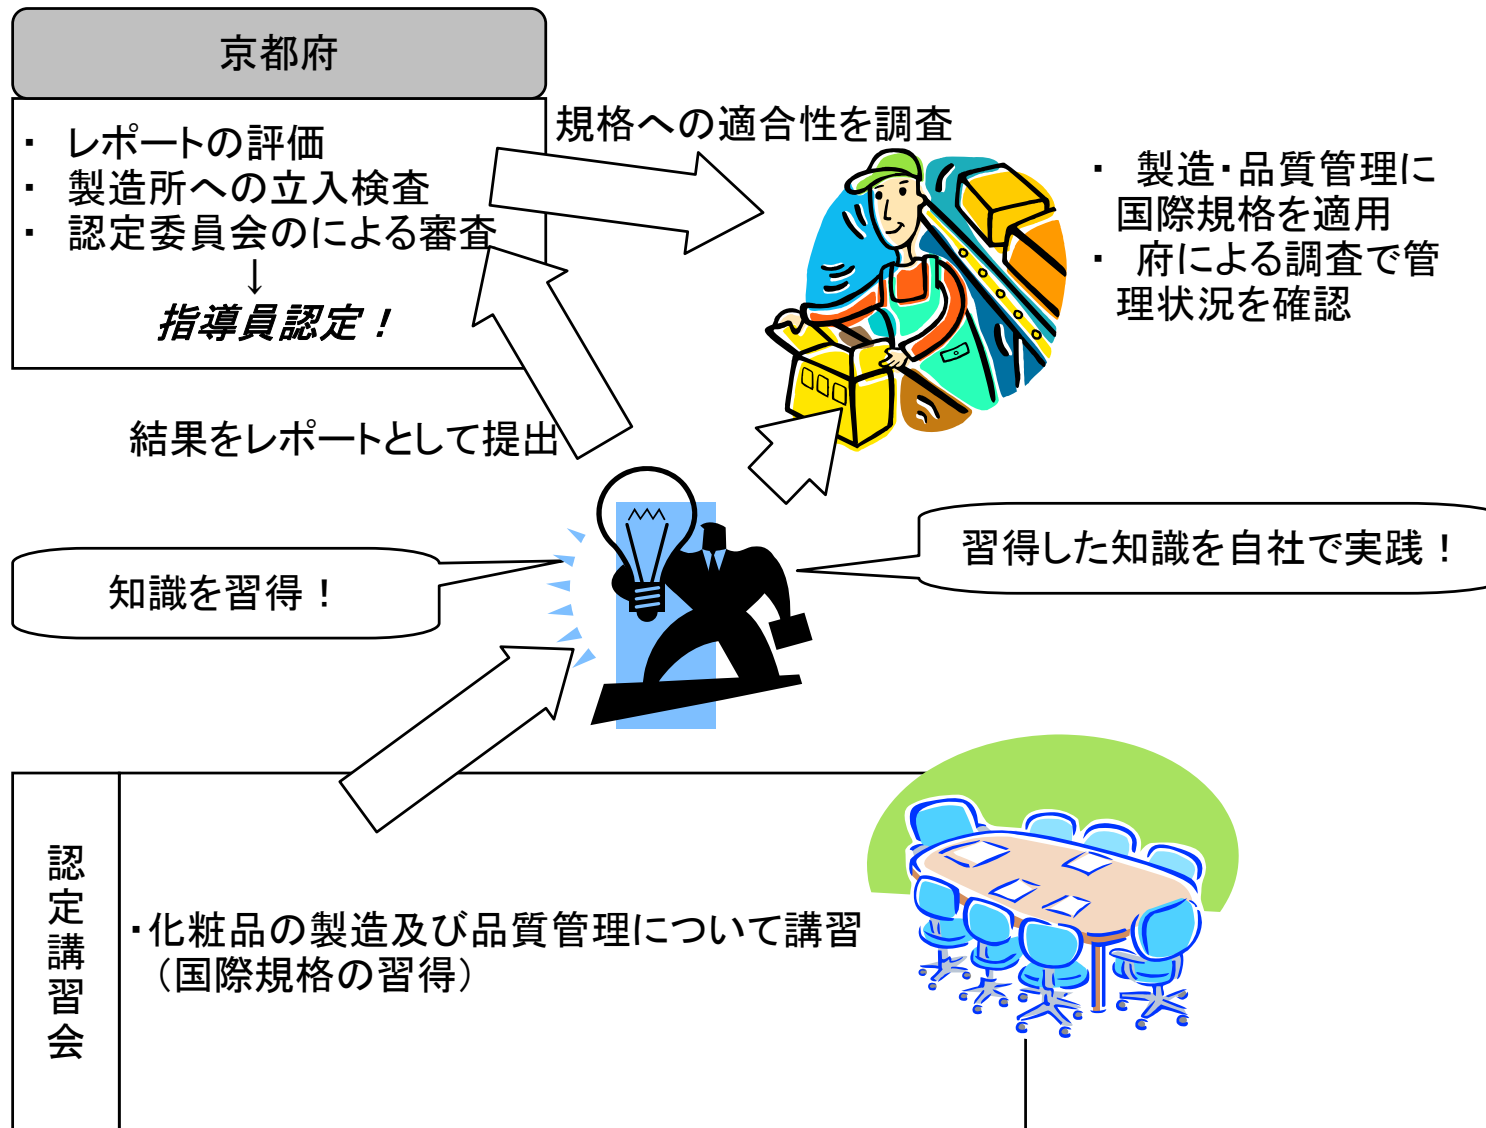 京都府
・　レポートの評価
・　製造所への立入検査
・　認定委員会のによる審査
↓
指導員認定！
規格への適合性を調査
・　製造・品質管理に
国際規格を適用
・　府による調査で管
理状況を確認
結果をレポートとして提出
知識を習得！
習得した知識を自社で実践！
認定講習会
・化粧品の製造及び品質管理について講習
（国際規格の習得）